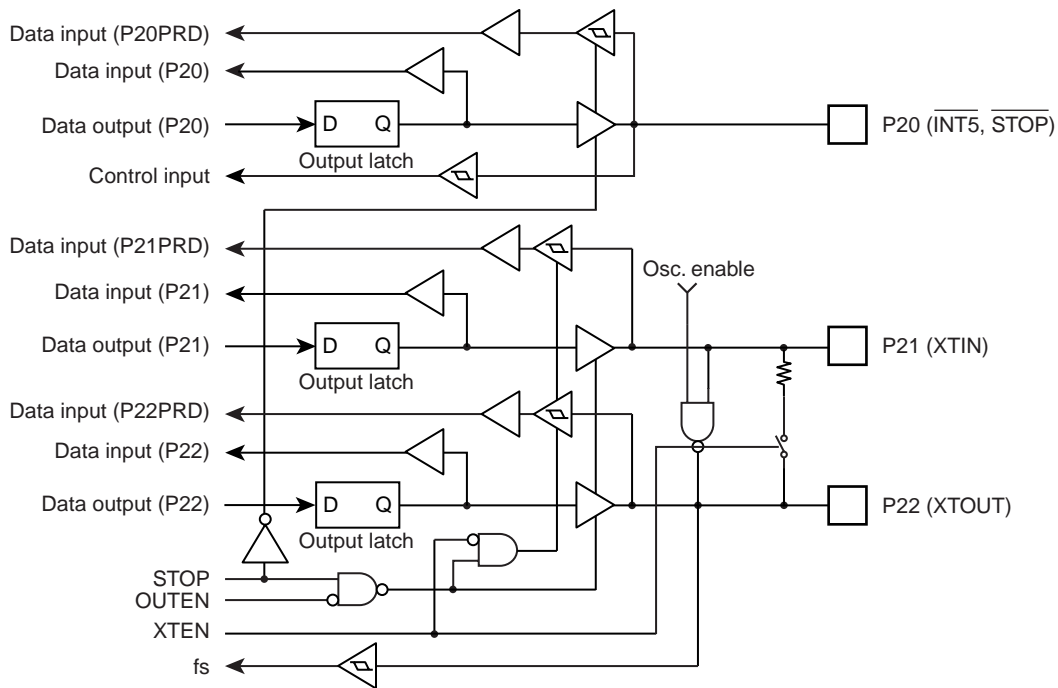 Data input (P20PRD)
Data input (P20)
Data output (P20)
D Q
Output latch
P20 (INT5, STOP)
Control input
Data input (P21PRD)
Osc. enable
Data input (P21)
Data output (P21)
D Q
Output latch
P21 (XTIN)
Data input (P22PRD)
Data input (P22)
Data output (P22)
D Q
Output latch
P22 (XTOUT)
STOP
OUTEN
XTEN
fs